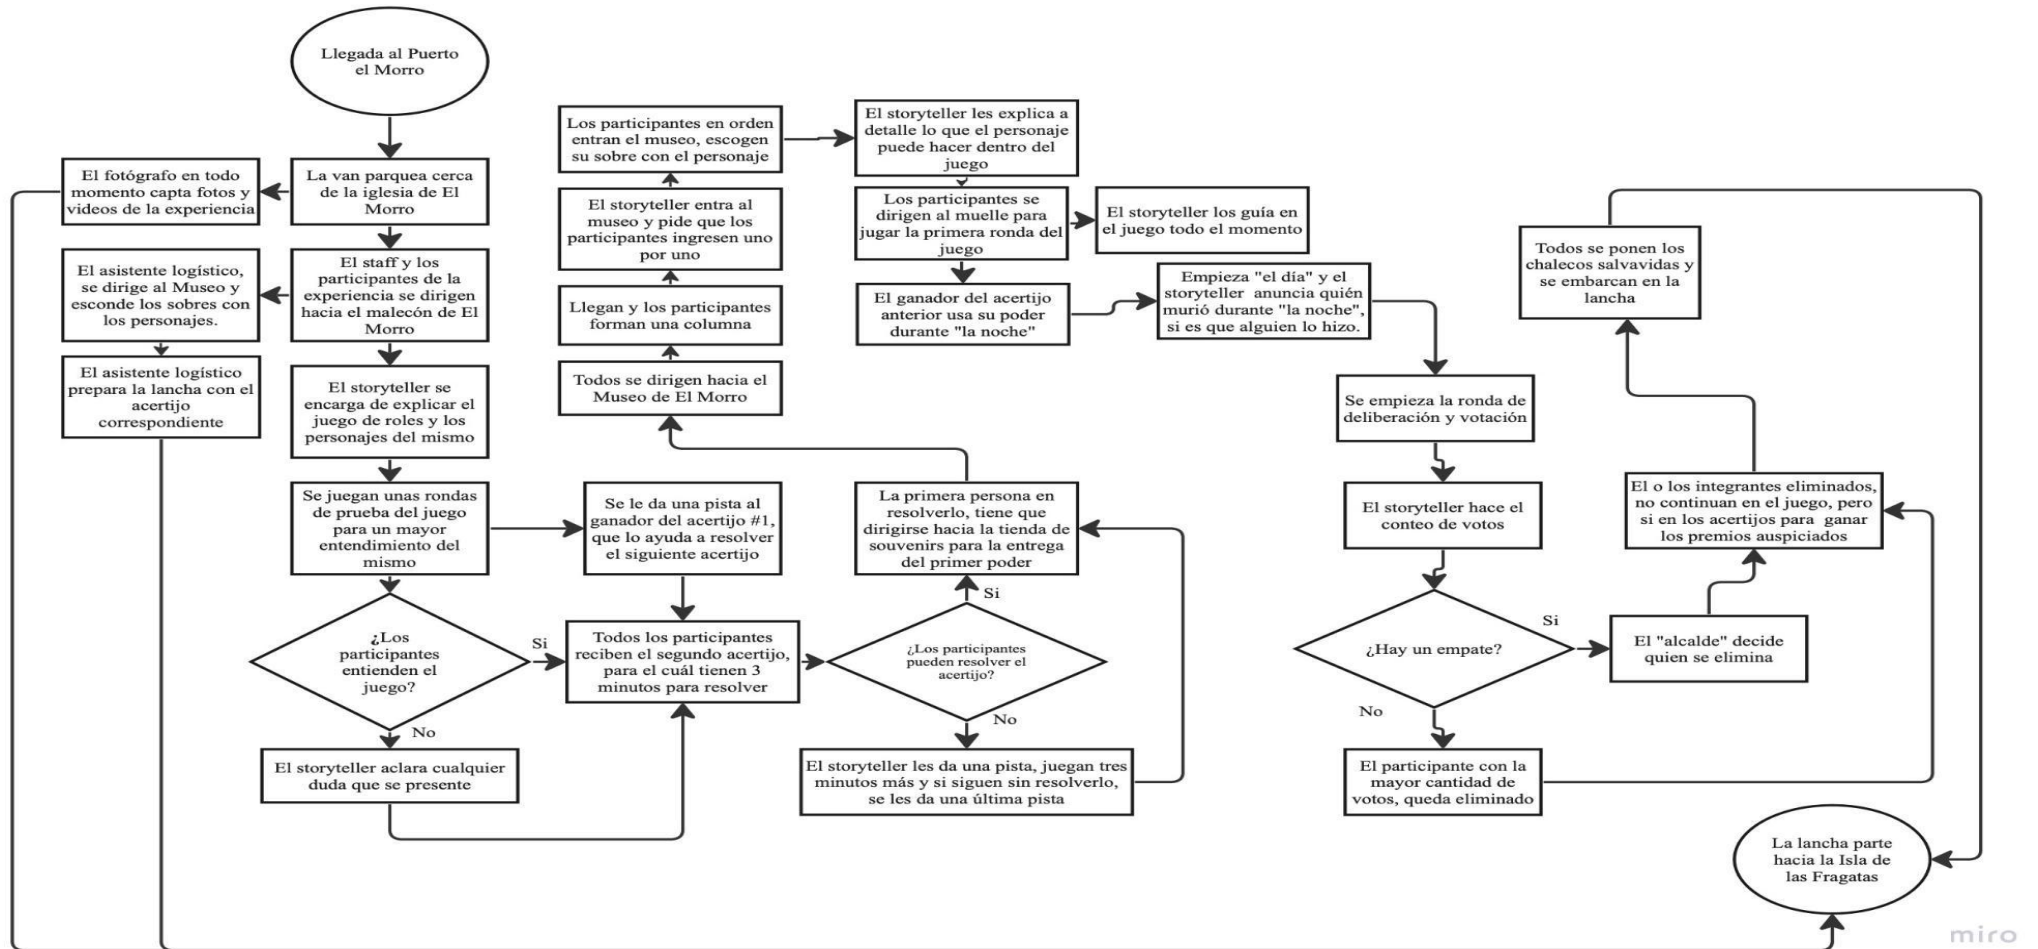 Llegada al Puerto
el Morro
La van parquea cerca
de la iglesia de El
Morro
El fotógrafo en todo
momento capta fotos y
videos de la experiencia
El staff y los
participantes de la
experiencia se dirigen
hacia el malecón de El
Morro
El asistente logístico,
se dirige al Museo y
esconde los sobres con
los personajes.
El asistente logístico
prepara la lancha con el
acertijo
correspondiente
El storyteller se
encarga de explicar el
juego de roles y los
personajes del mismo
Se juegan unas rondas
de prueba del juego
para un mayor
entendimiento del
mismo
¿Los
participantes
entienden el
juego?
Si
No
El storyteller aclara cualquier
duda que se presente
Se le da una pista al
ganador del acertijo #1,
que lo ayuda a resolver
el siguiente acertijo
Todos los participantes
reciben el segundo acertijo,
para el cuál tienen 3
minutos para resolver
¿Los participantes
pueden resolver el
acertijo?
Si
No
El storyteller les da una pista, juegan tres
minutos más y si siguen sin resolverlo,
se les da una última pista
La primera persona en
resolverlo, tiene que
dirigirse hacia la tienda de
souvenirs para la entrega
del primer poder
Todos se dirigen hacia el
Museo de El Morro
Llegan y los participantes
forman una columna
El storyteller entra al
museo y pide que los
participantes ingresen uno
por uno
Los participantes en orden
entran el museo, escogen
su sobre con el personaje
El storyteller les explica a
detalle lo que el personaje
puede hacer dentro del
juego
Los participantes se
dirigen al muelle para
jugar la primera ronda del
juego
El storyteller los guía en
el juego todo el momento
El ganador del acertijo
anterior usa su poder
durante "la noche"
Empieza "el día" y el
storyteller anuncia quién
murió durante "la noche",
si es que alguien lo hizo.
Se empieza la ronda de
deliberación y votación
El storyteller hace el
conteo de votos
¿Hay un empate?
Si
No
El "alcalde" decide
quien se elimina
El participante con la
mayor cantidad de
votos, queda eliminado
El o los integrantes eliminados,
no continuan en el juego, pero
si en los acertijos para ganar
los premios auspiciados
Todos se ponen los
chalecos salvavidas y
se embarcan en la
lancha
La lancha parte
hacia la Isla de
las Fragatas
miro